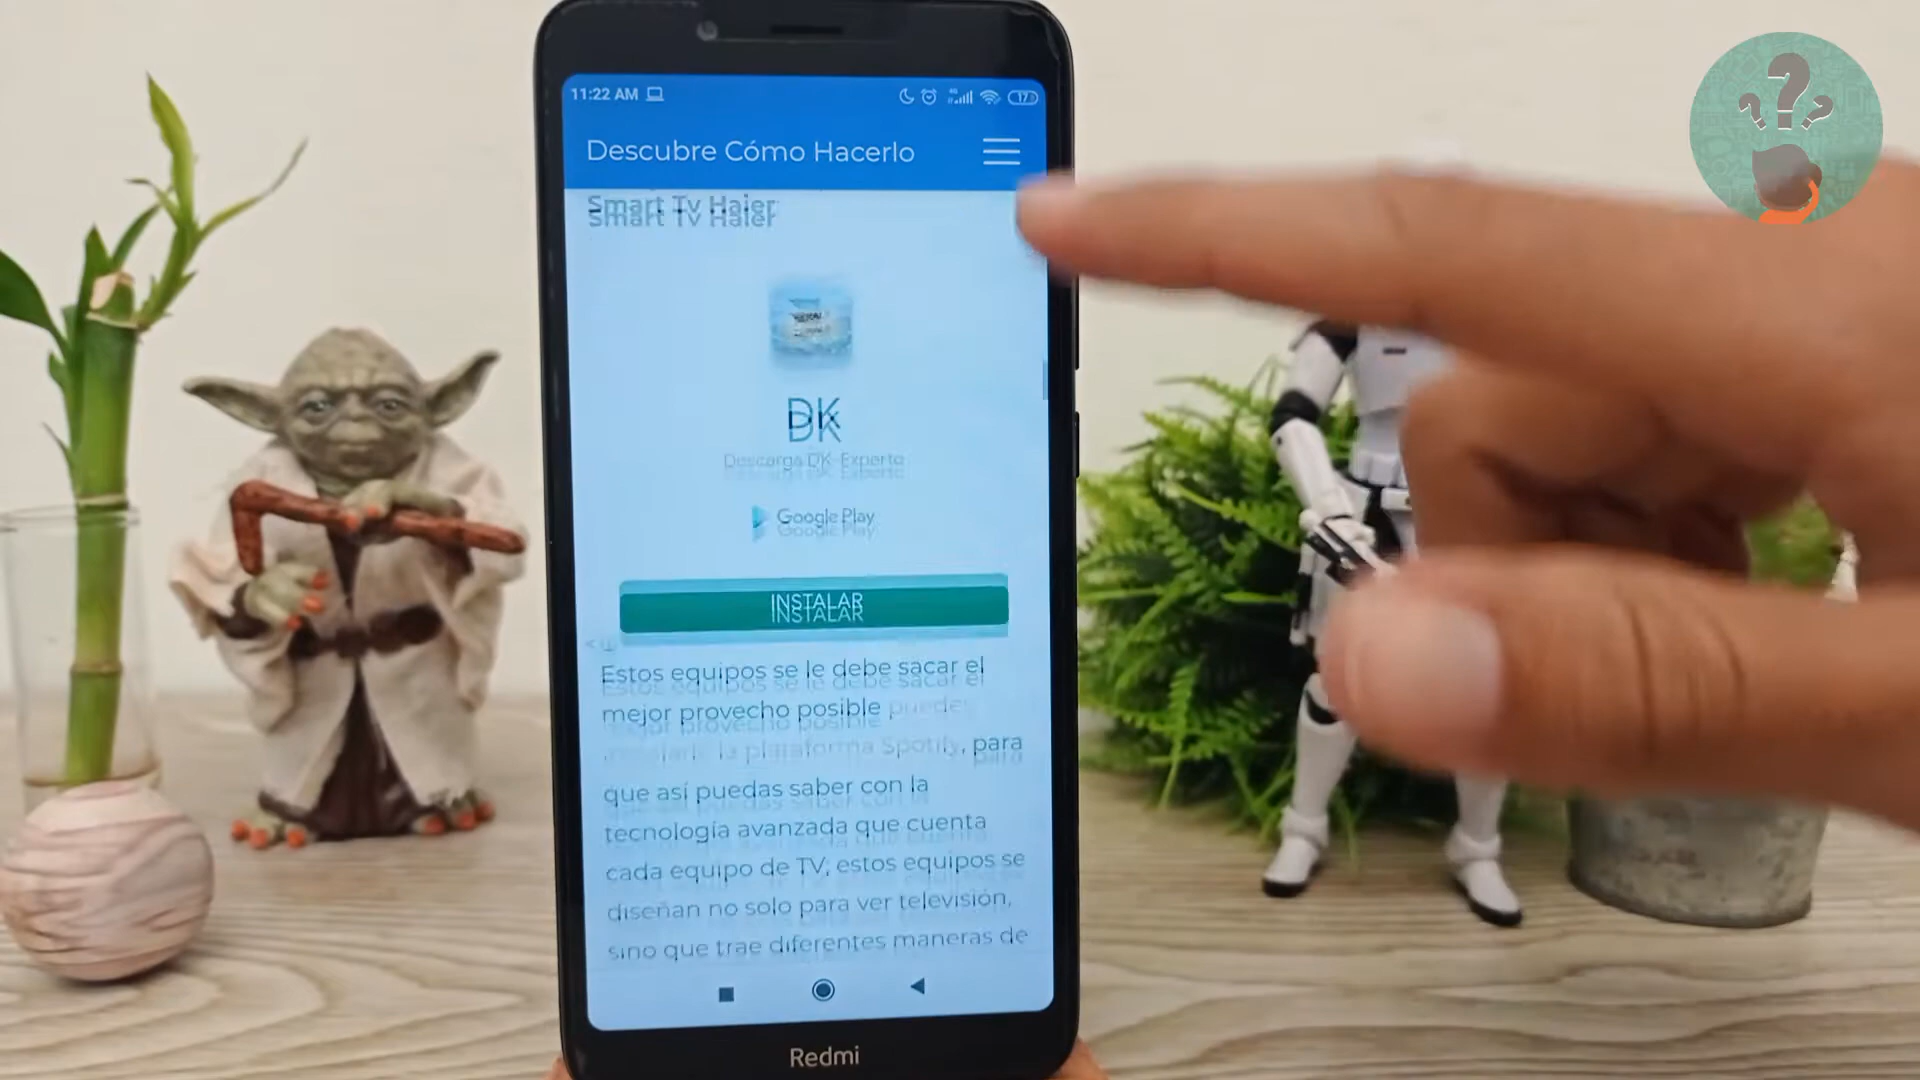 11:22 AM
17
Descubre Cómo Hacerlo
Smart Tv Haier
DK
Descarga DK-Experto
Google Play
INSTALAR
Estos equipos se le debe sacar el
mejor provecho posible puedes
la plataforma Spotify, para
que así puedas saber con la
tecnología avanzada que cuenta
cada equipo de TV; estos equipos se
diseñan no solo para ver televisión,
sino que trae diferentes maneras de
Redmi